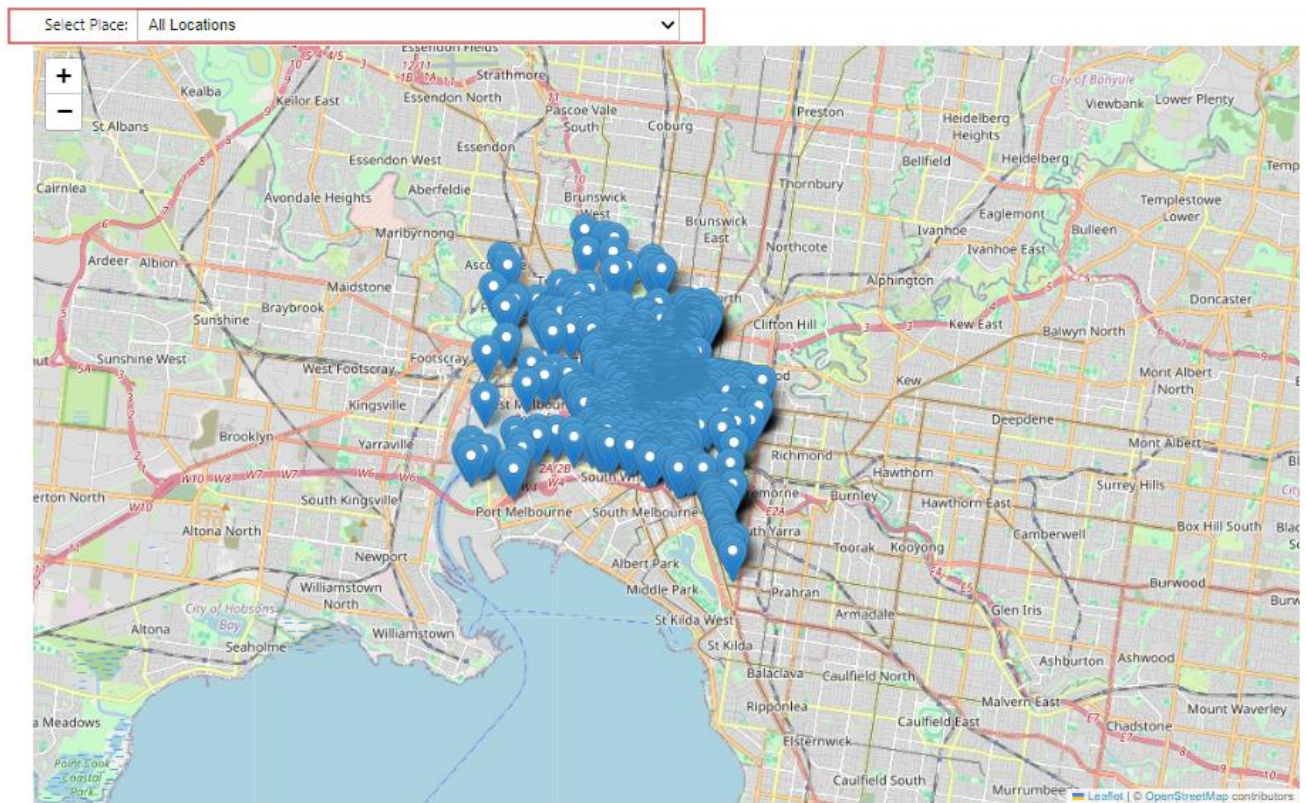 Select Place: All Locations
Essendon Fields
Strathmore
City of Banyule
Kealba
Keilor East
Essendon North
Viewbank
Lower Plenty
St Albans
Pascoe Vale South
Coburg
Preston
Heidelberg Heights
Essendon
Essendon West
Bellfield
Heidelberg
Cairnlea
Avondale Heights
Aberfeldie
Brunswick West
Thornbury
Templestowe Lower
Maribyrnong
Brunswick East
Eaglemont
Ivanhoe
Bulleen
Northcote
Ivanhoe East
Ardeer
Albion
Maidstone
Alphington
Doncaster
Braybrook
Sunshine
Clifton Hill
Kew East
Balwyn North
Sunshine West
Footscray
West Footscray
Kew
Mont Albert North
Kingsville
Deepdene
Brooklyn
Yarraville
Richmond
Mont Albert
Hawthorn
South Kingsville
Burnley
Hawthorn East
Surrey Hills
Altona North
Port Melbourne
South Melbourne
Camberwell
Box Hill South
Newport
Toorak
Kooyong
Albert Park
Middle Park
Prahran
Burwood
Williamstown North
Armadale
Glen Iris
City of Hobsons Bay
St Kilda West
Altona
Williamstown
Seaholme
St Kilda
Ashburton
Ashwood
Balaclava
Caulfield North
Malvern East
Mount Waverley
Ripponlea
Caulfield East
Chadstone
Elsternwick
Point Cook Coastal Park
Caulfield South
Leaflet | © OpenStreetMap contributors